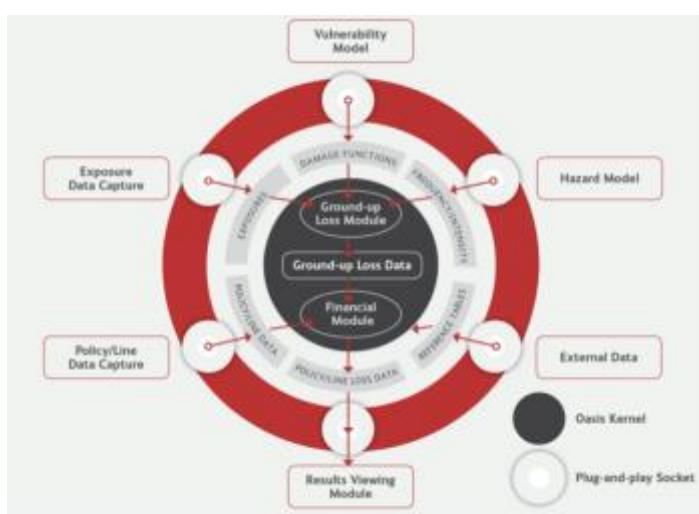 Vulnerability
Model
Exposure
Data Capture
DAMAGE FUNCTIONS
Hazard Model
EXPOSURES
FREQUENCY/INTENSITY
Ground-up
Loss Module
Ground-up Loss Data
Financial
Module
Policy/Line
Data Capture
POLICY/LINE DATA
REFERENCE TABLES
External Data
POLICY/LINE LOSS DATA
Oasis Kernel
Results Viewing
Module
Plug-and-play Socket